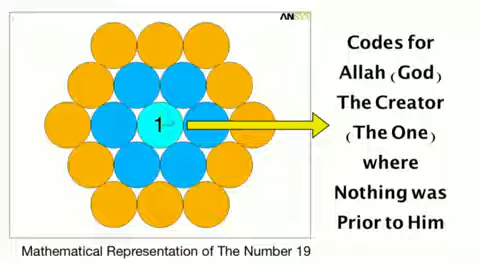 ANSYS
1
Codes for
Allah (God)
The Creator
(The One)
where
Nothing was
Prior to Him
Mathematical Representation of The Number 19